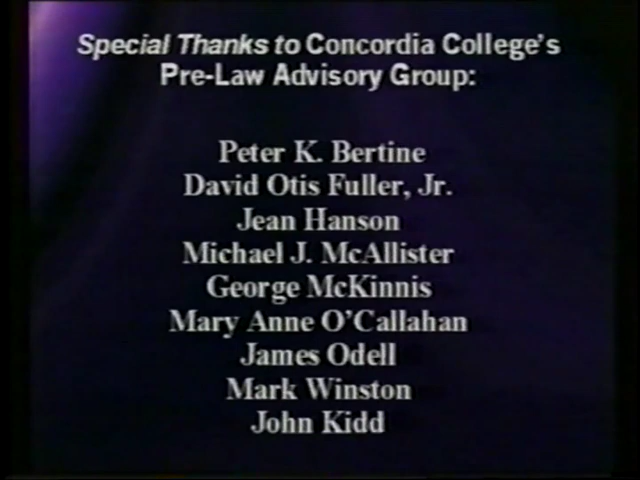 Special Thanks to Concordia College's
Pre-Law Advisory Group:
Peter K. Bertine
David Otis Fuller, Jr.
Jean Hanson
Michael J. McAllister
George McKinnis
Mary Anne O'Callahan
James Odell
Mark Winston
John Kidd